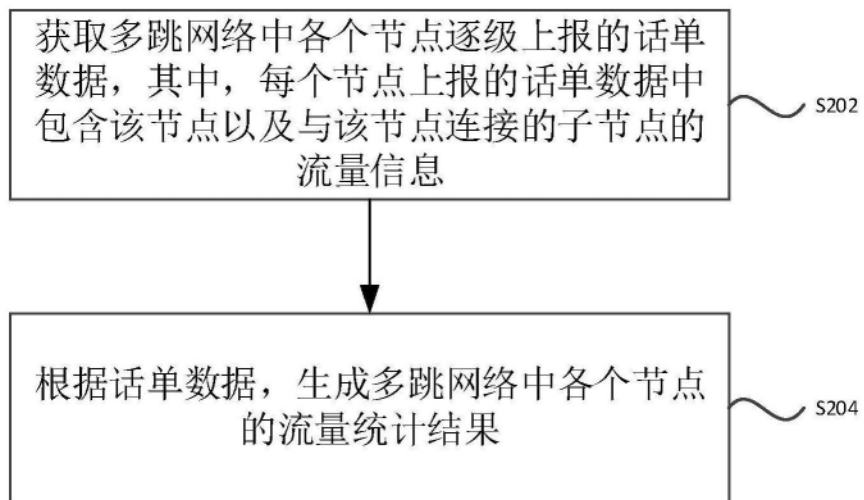 获取多跳网络中各个节点逐级上报的话单
数据，其中，每个节点上报的话单数据中
包含该节点以及与该节点连接的子节点的
流量信息
S202
根据话单数据，生成多跳网络中各个节点
的流量统计结果
S204